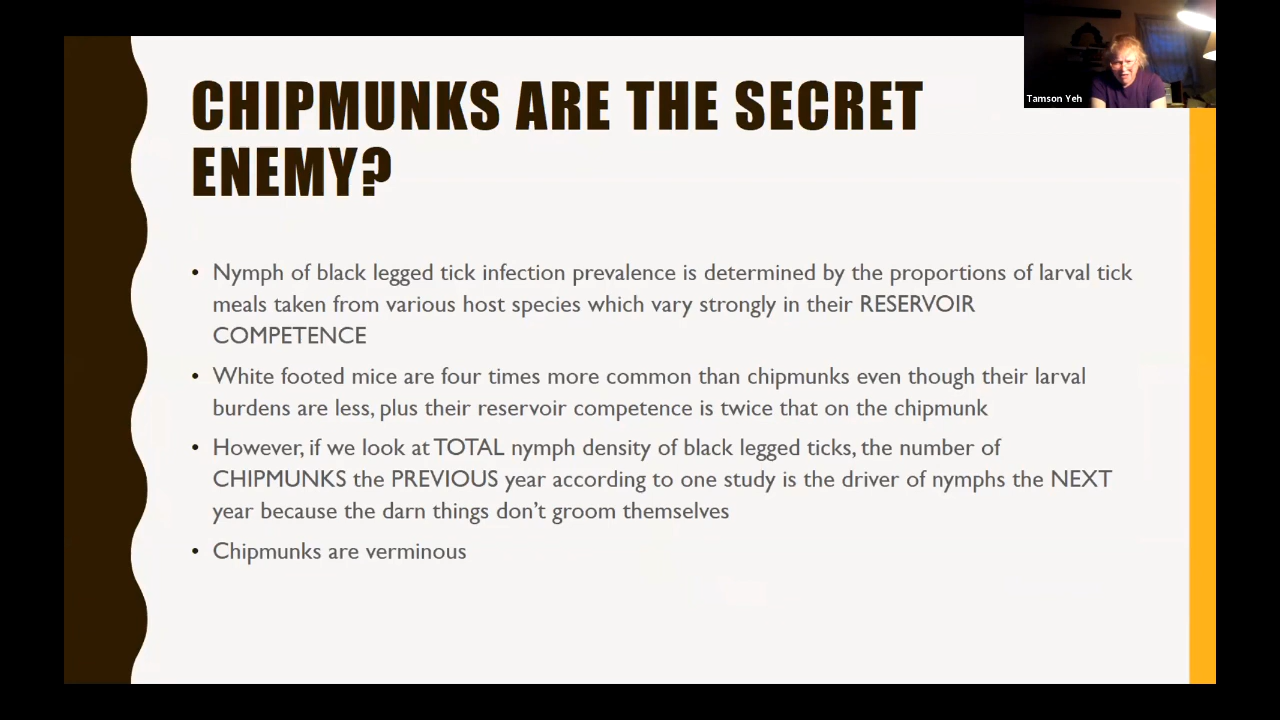 CHIPMUNKS ARE THE SECRET
ENEMY?
Tamson Yeh
• Nymph of black legged tick infection prevalence is determined by the proportions of larval tick
meals taken from various host species which vary strongly in their RESERVOIR
COMPETENCE
• White footed mice are four times more common than chipmunks even though their larval
burdens are less, plus their reservoir competence is twice that on the chipmunk
• However, if we look at TOTAL nymph density of black legged ticks, the number of
CHIPMUNKS the PREVIOUS year according to one study is the driver of nymphs the NEXT
year because the darn things don’t groom themselves
• Chipmunks are verminous